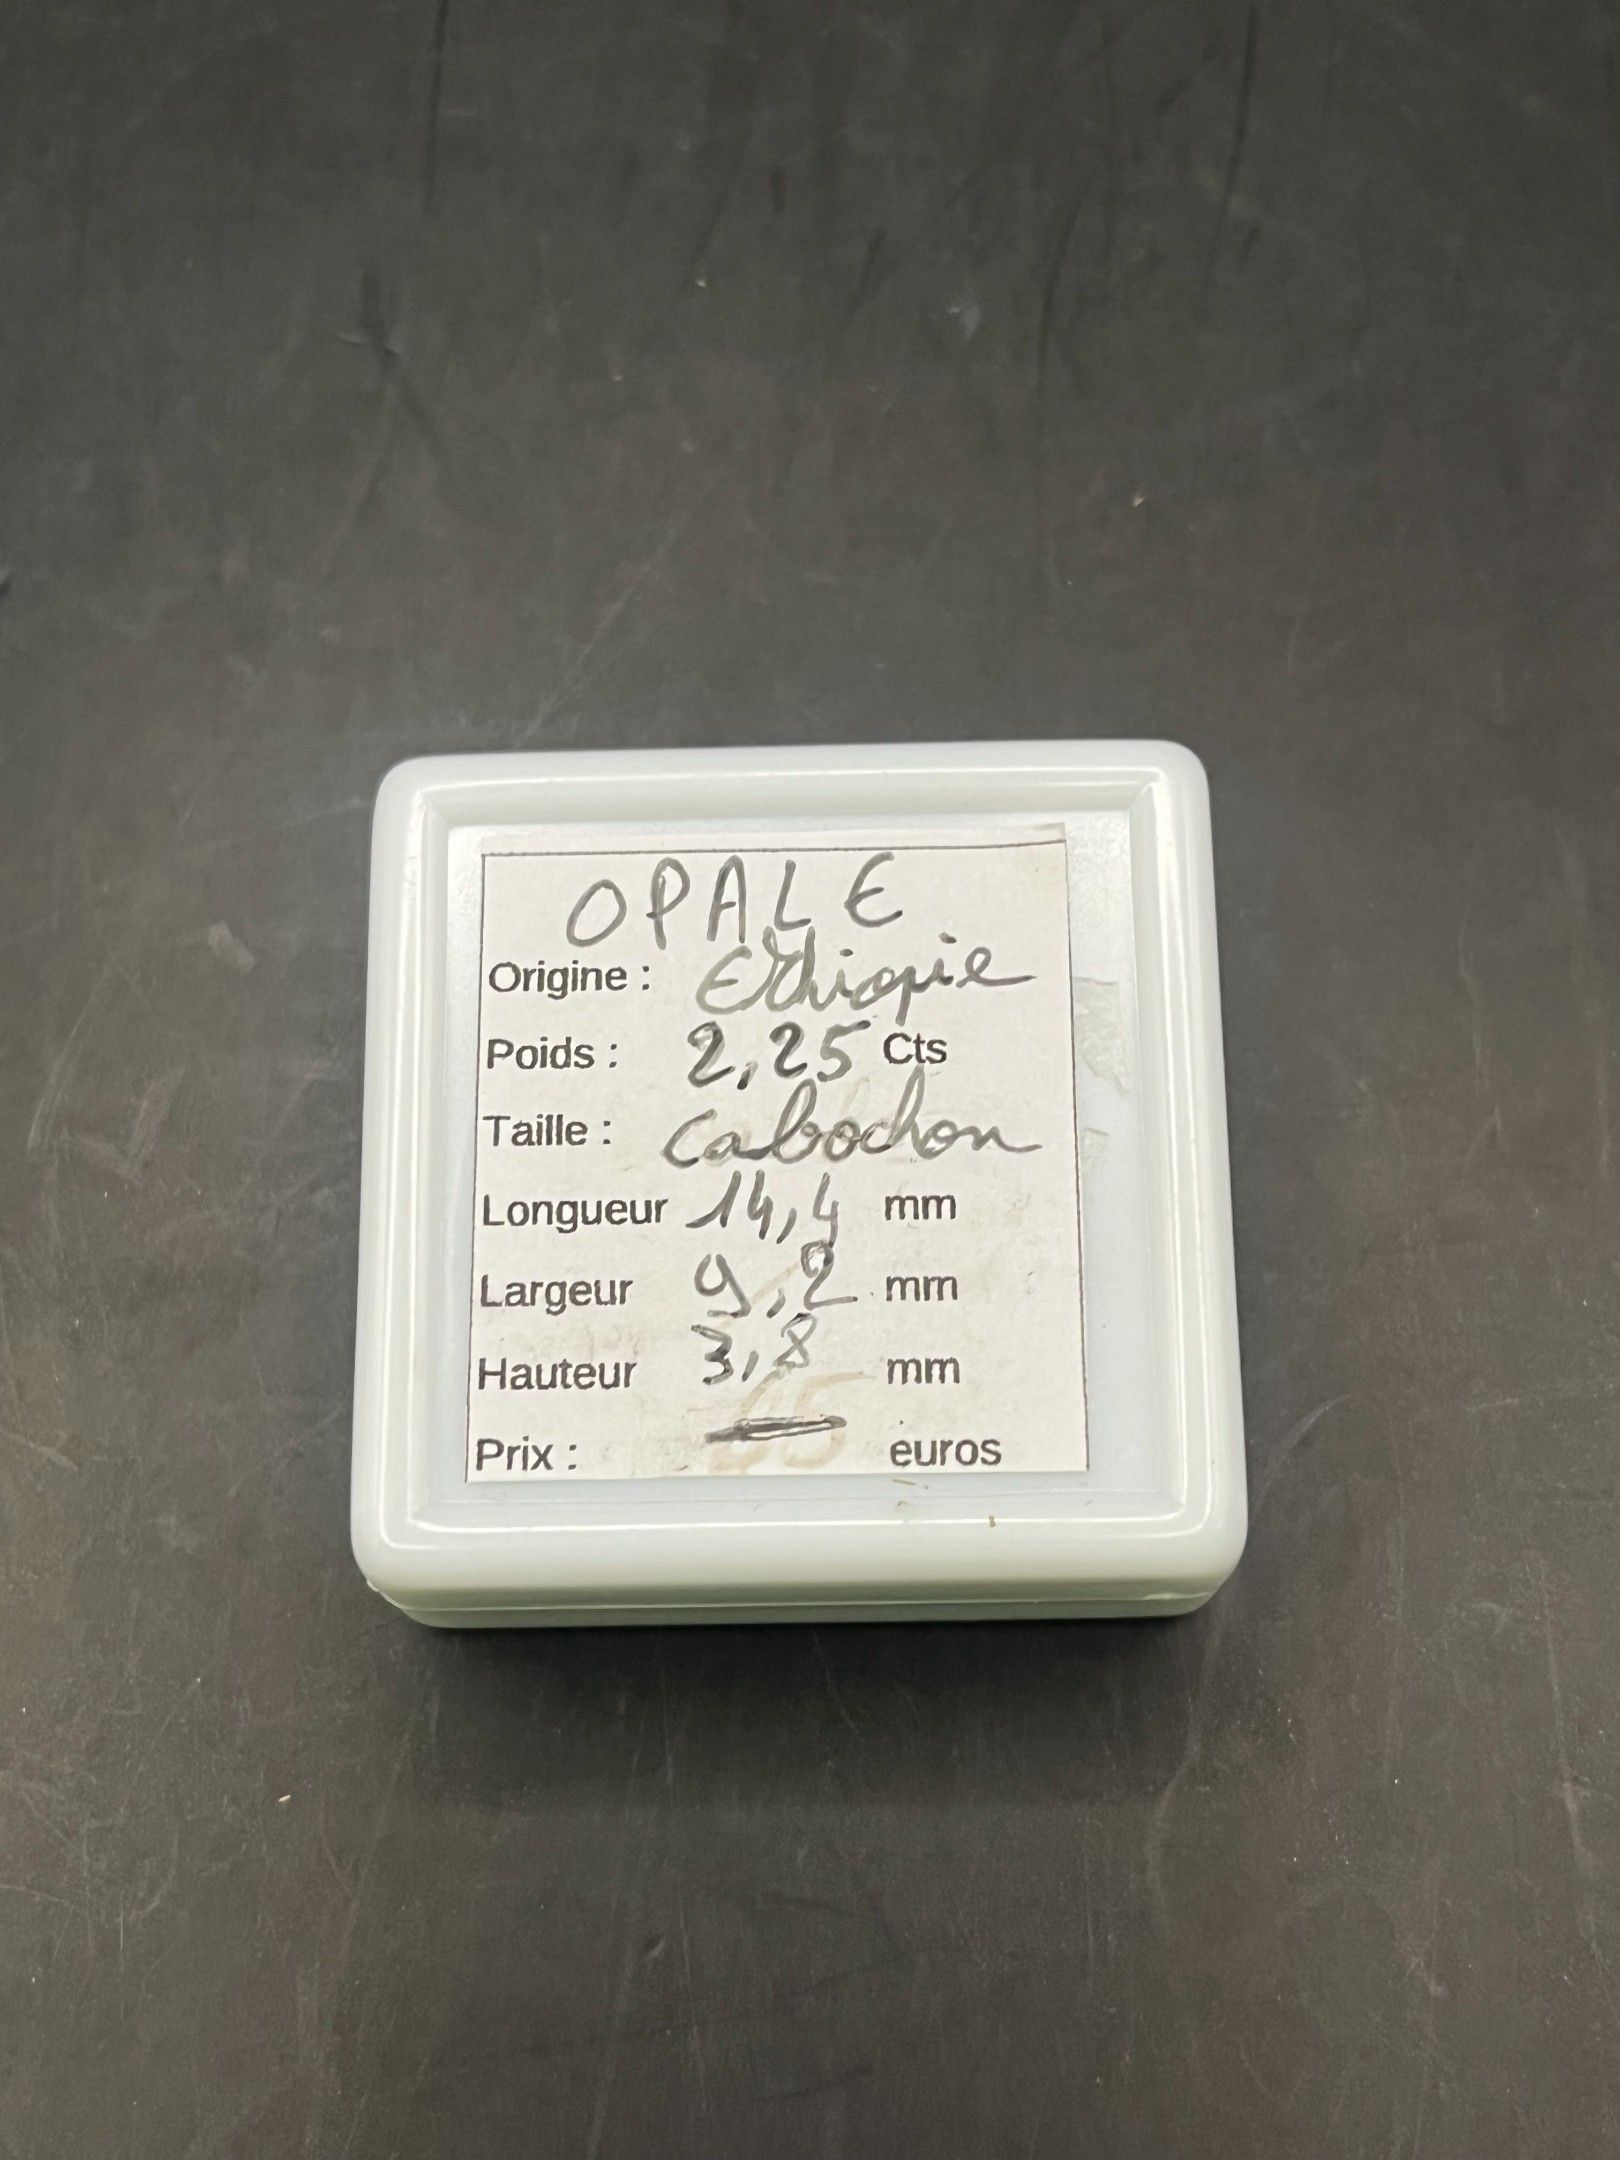 OPALE
Origine : Ethiopie
Poids : 2,25 Cts
Taille : Cabochon
Longueur 14,4 mm
Largeur 9,2 mm
Hauteur 3,8 mm
Prix : — euros